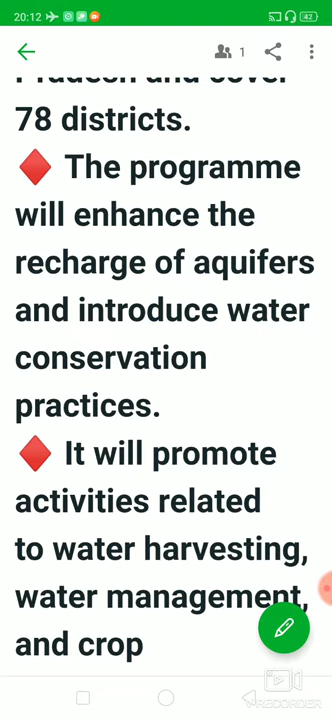 20:12
42
1
78 districts.
The programme
will enhance the
recharge of aquifers
and introduce water
conservation
practices.
It will promote
activities related
to water harvesting,
water management,
and crop
RECORDER